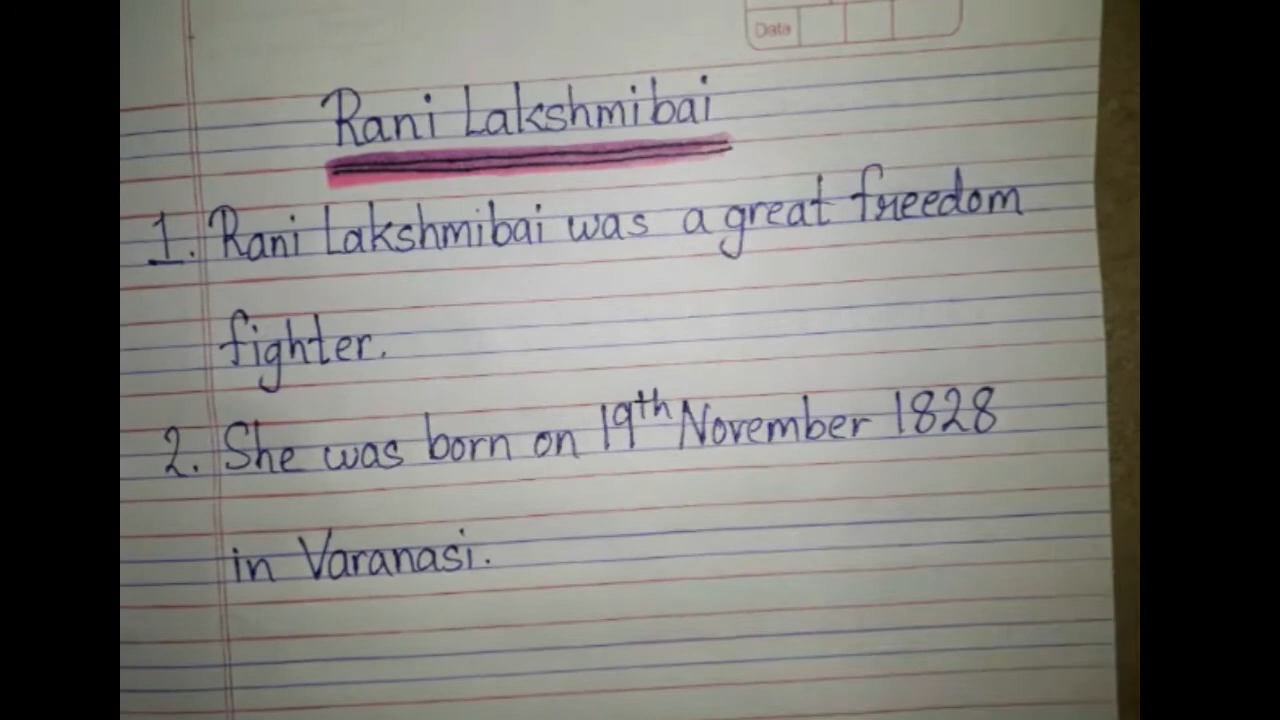 Data
Rani Lakshmibai
1. Rani Lakshmibai was a great freedom
fighter.
2. She was born on 19th November 1828
in Varanasi.